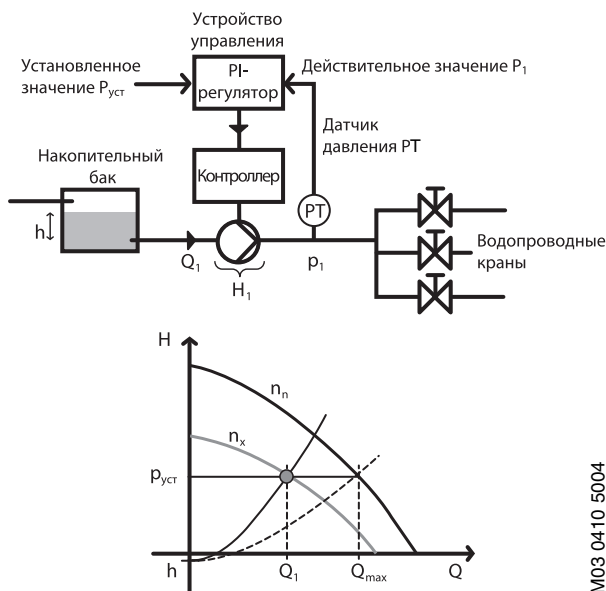 Устройство
управления
Установленное
значение Pуст
PI-
регулятор
Действительное значение P₁
Датчик
давления PT
Накопительный
бак
Контроллер
PT
h
Q₁
H₁
p₁
Водопроводные
краны
H
nₙ
nₓ
pуст
h
Q₁
Qmax
Q
TM03 0410 5004